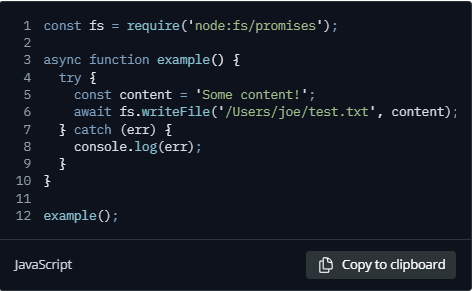 1 const fs = require('node:fs/promises');
2
3 async function example() {
4   try {
5     const content = 'Some content!';
6     await fs.writeFile('/Users/joe/test.txt', content);
7   } catch (err) {
8     console.log(err);
9   }
10 }
11
12 example();
JavaScript
Copy to clipboard